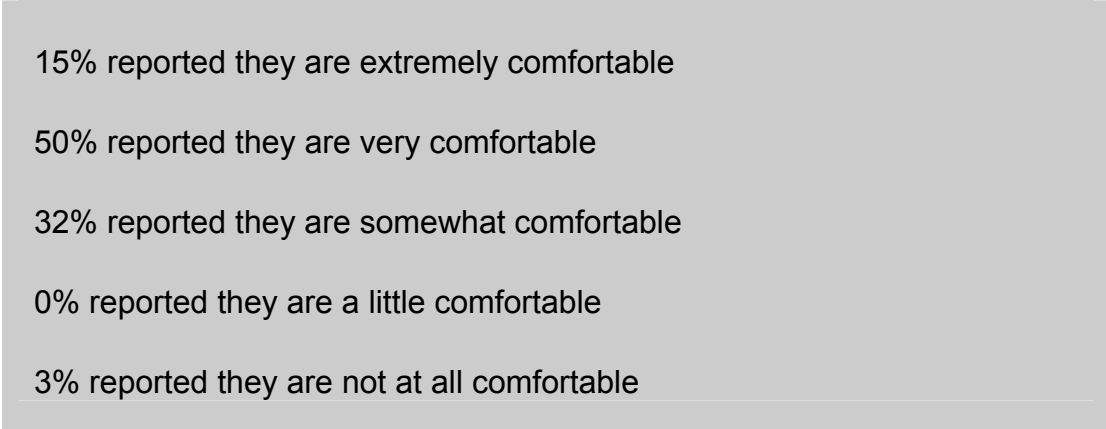 15% reported they are extremely comfortable
50% reported they are very comfortable
32% reported they are somewhat comfortable
0% reported they are a little comfortable
3% reported they are not at all comfortable